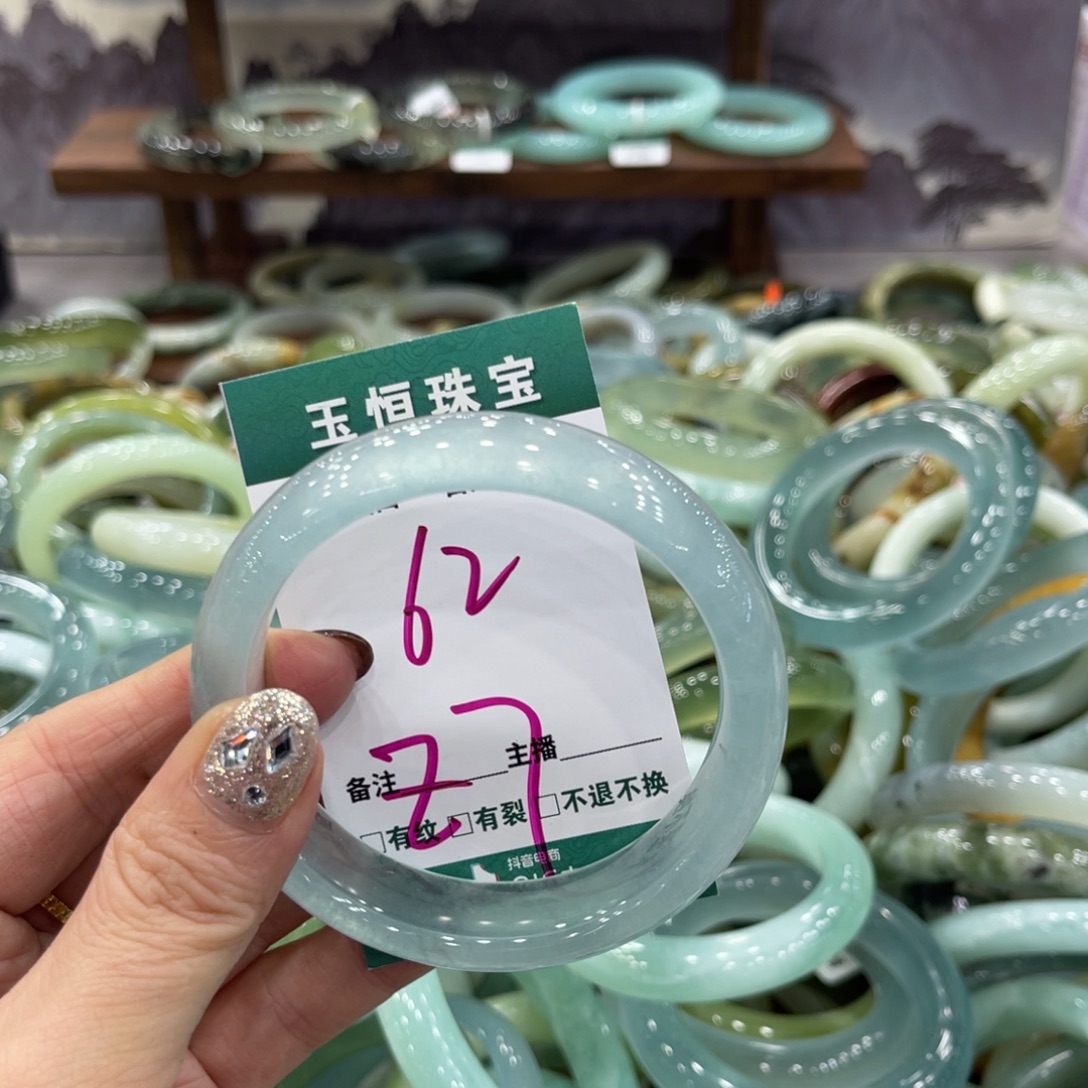 玉恒珠宝
62
27
备注 主播
□有纹 □有裂 □不退不换
抖音电商